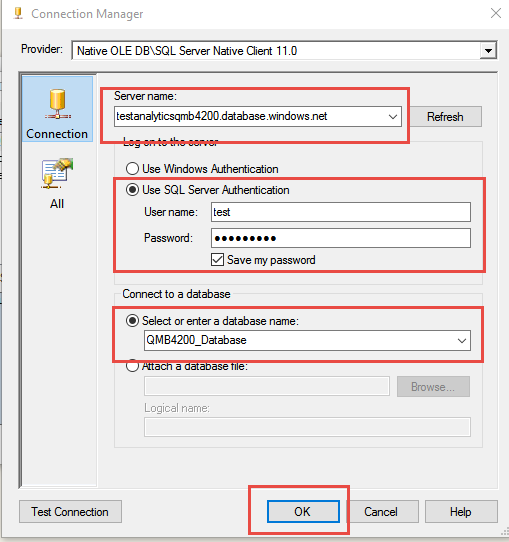 Connection Manager
Provider: Native OLE DB\SQL Server Native Client 11.0
Connection
All
Server name:
testanalyticsqmb4200.database.windows.net
Refresh
Log on to the server
Use Windows Authentication
Use SQL Server Authentication
User name: test
Password: ●●●●●●●●●
Save my password
Connect to a database
Select or enter a database name:
QMB4200_Database
Attach a database file:
Browse...
Logical name:
Test Connection
OK
Cancel
Help